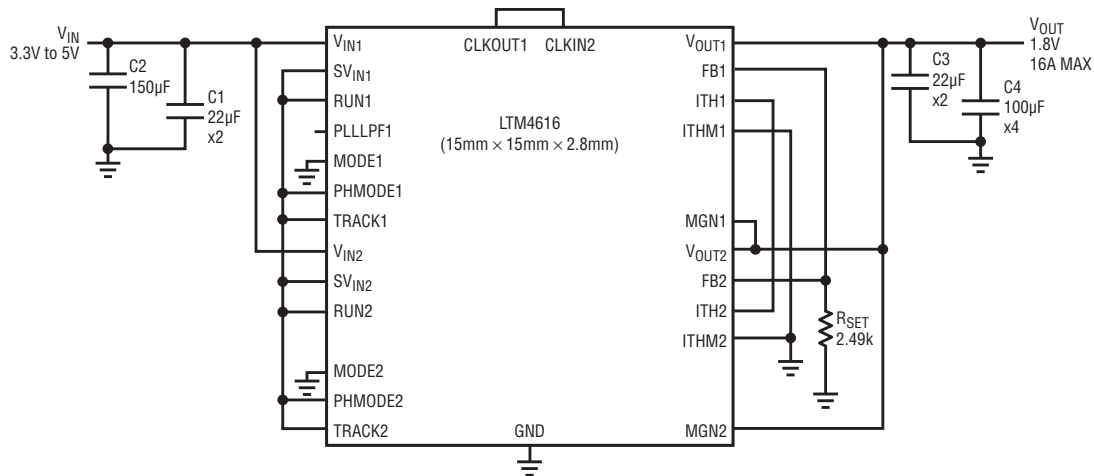 VIN
3.3V to 5V
C2
150µF
C1
22µF
x2
VIN1
SVIN1
RUN1
PLLLPF1
MODE1
PHMODE1
TRACK1
VIN2
SVIN2
RUN2
MODE2
PHMODE2
TRACK2
CLKOUT1 CLKIN2
LTM4616
(15mm × 15mm × 2.8mm)
GND
VOUT1
FB1
ITH1
ITHM1
MGN1
VOUT2
FB2
ITH2
ITHM2
MGN2
RSET
2.49k
C3
22µF
x2
C4
100µF
x4
VOUT
1.8V
16A MAX